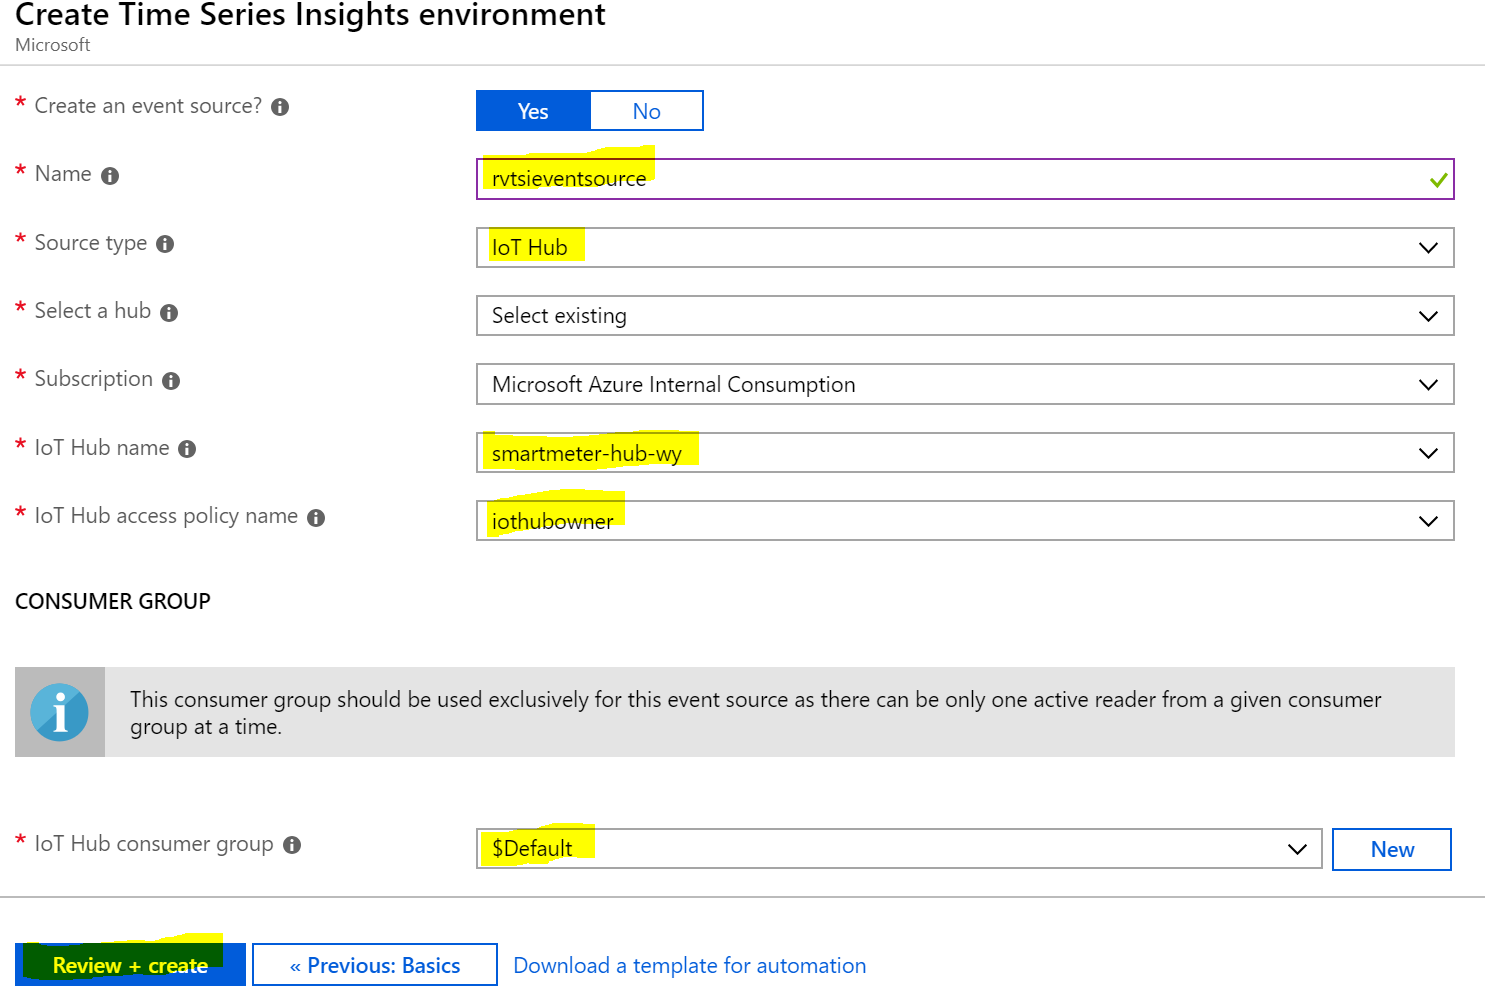 Create Time Series Insights environment
Microsoft
* Create an event source?
Yes No
* Name
rvtsieventsource
* Source type
IoT Hub
* Select a hub
Select existing
* Subscription
Microsoft Azure Internal Consumption
* IoT Hub name
smartmeter-hub-wy
* IoT Hub access policy name
iothubowner
CONSUMER GROUP
This consumer group should be used exclusively for this event source as there can be only one active reader from a given consumer
group at a time.
* IoT Hub consumer group
$Default
New
Review + create
« Previous: Basics
Download a template for automation